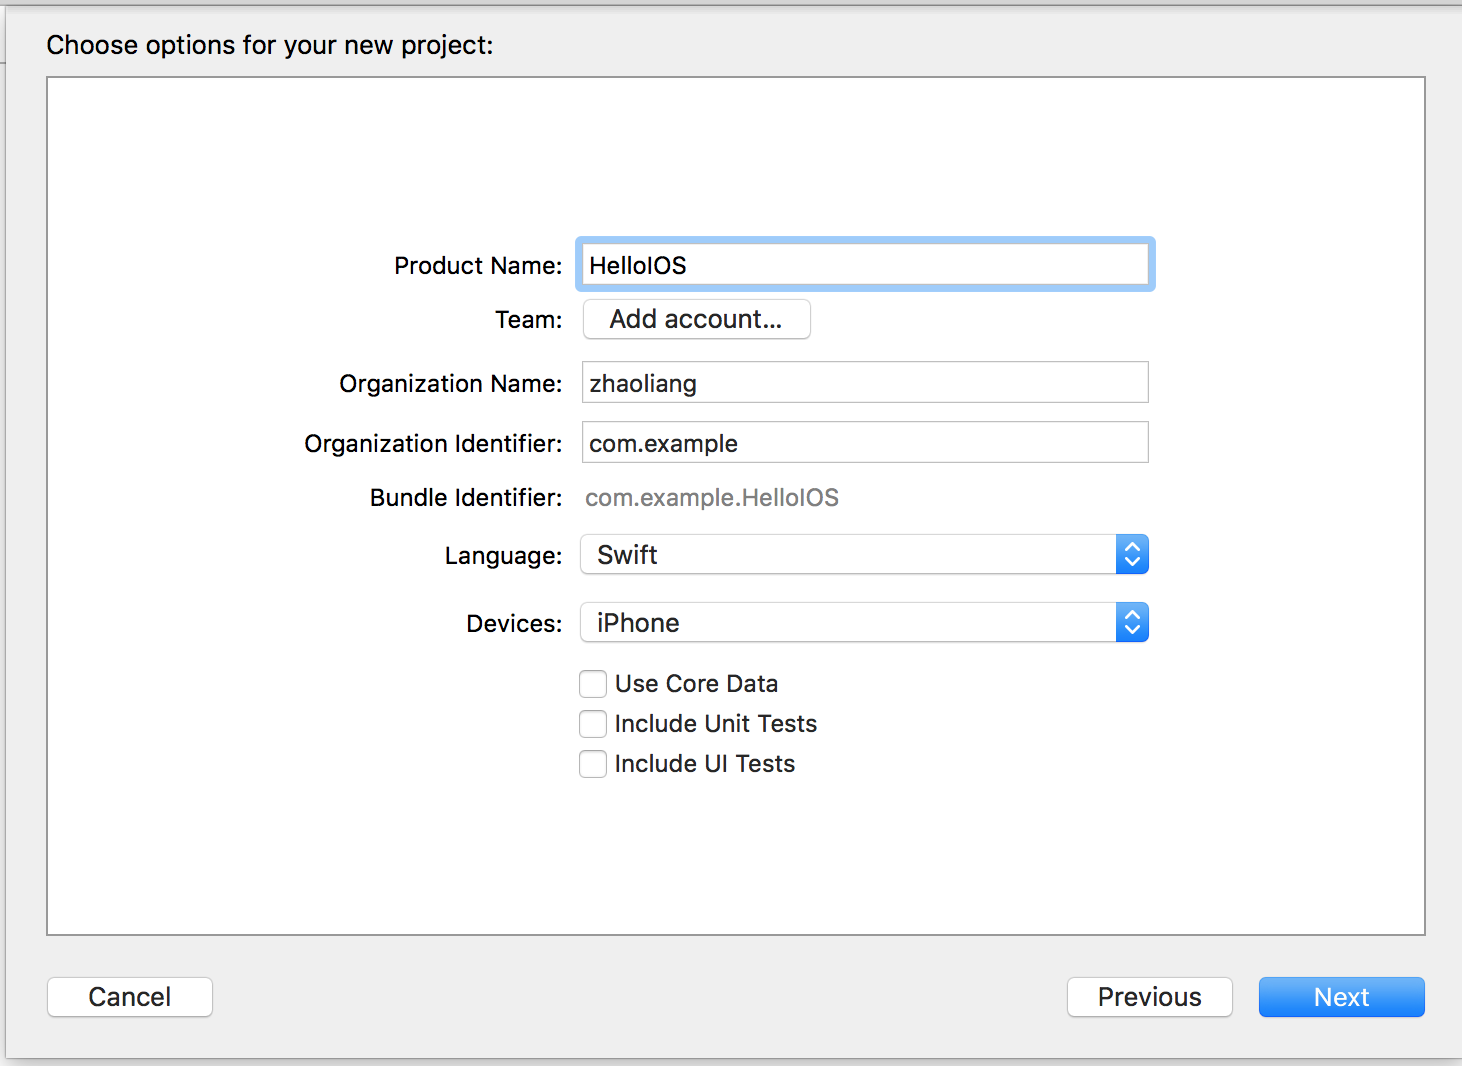 Choose options for your new project:
Product Name: HelloIOS
Team: Add account...
Organization Name: zhaoliang
Organization Identifier: com.example
Bundle Identifier: com.example.HelloIOS
Language: Swift
Devices: iPhone
Use Core Data
Include Unit Tests
Include UI Tests
Cancel Previous Next